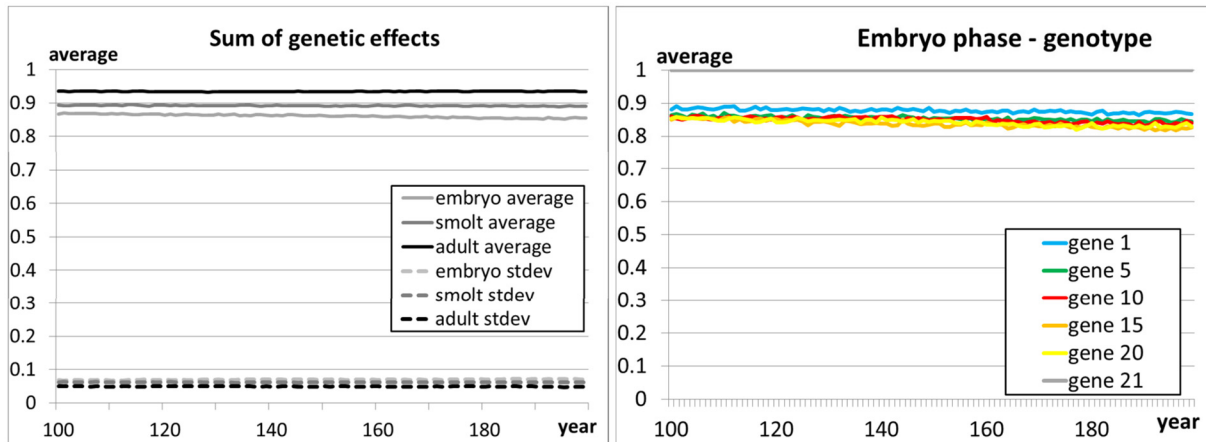 Sum of genetic effects
average
1
0.9
0.8
0.7
0.6
0.5
0.4
0.3
0.2
0.1
0
embryo average
smolt average
adult average
embryo stdev
smolt stdev
adult stdev
100 120 140 160 180 year
Embryo phase - genotype
average
1
0.9
0.8
0.7
0.6
0.5
0.4
0.3
0.2
0.1
0
gene 1
gene 5
gene 10
gene 15
gene 20
gene 21
100 120 140 160 180 year